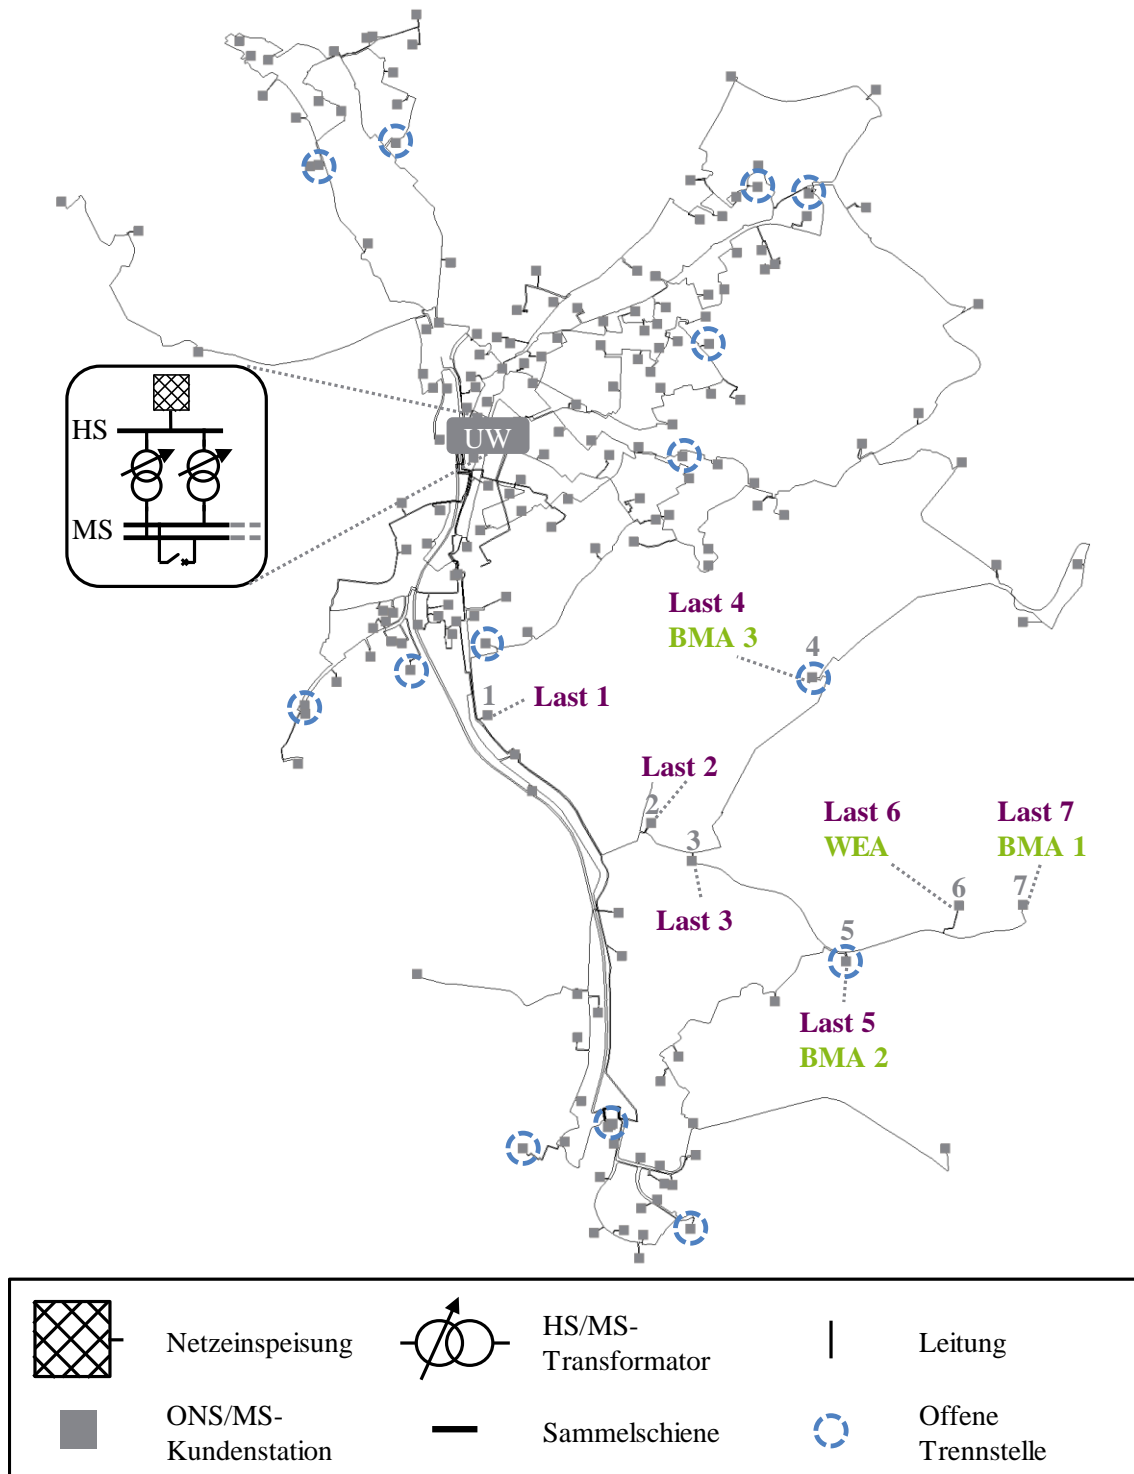 HS
MS
UW
Last 4
BMA 3
4
1
Last 1
Last 2
2
3
Last 3
Last 6
WEA
Last 7
BMA 1
6
7
5
Last 5
BMA 2
Netzeinspeisung
HS/MS-
Transformator
Leitung
ONS/MS-
Kundenstation
Sammelschiene
Offene
Trennstelle